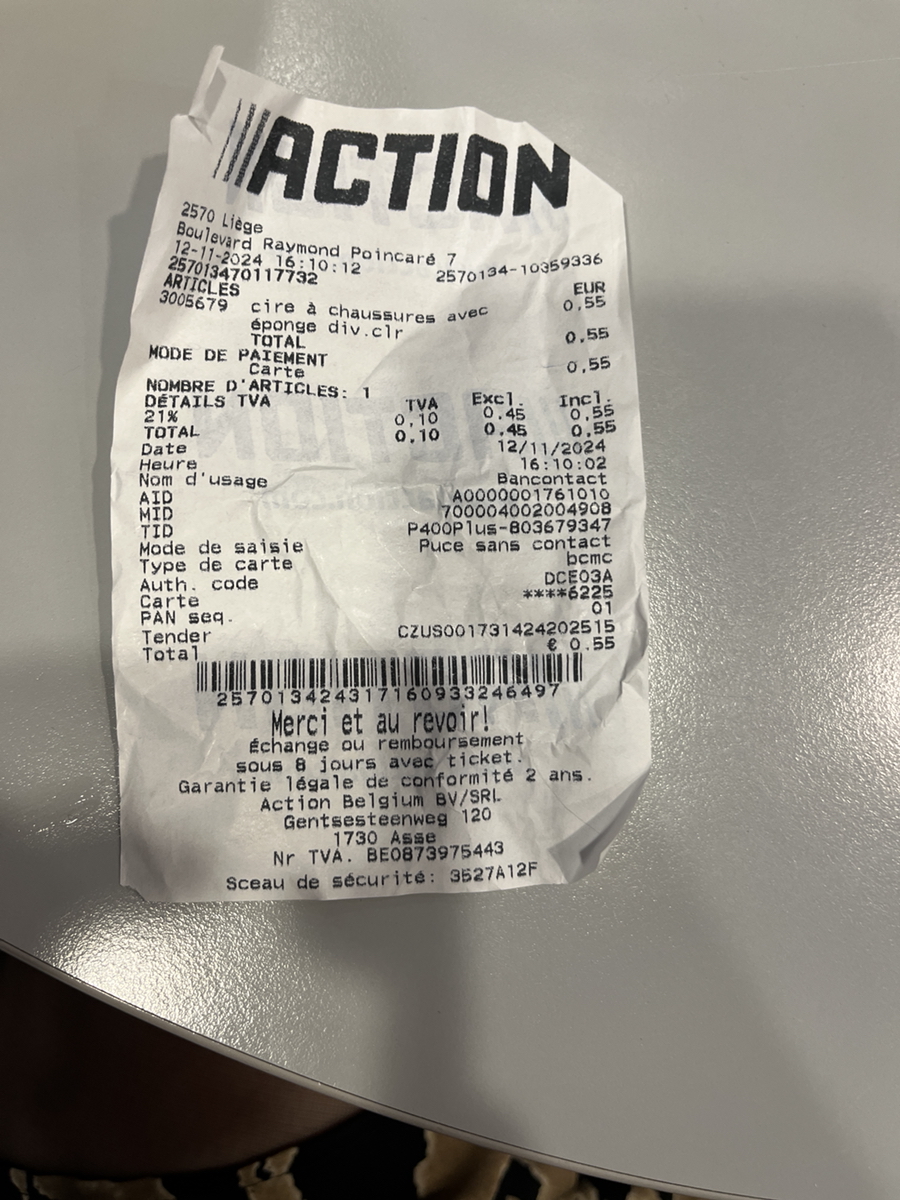 ACTION
2570 Liège
Boulevard Raymond Poincaré 7
12-11-2024 16:10:12 2570134-10359336
257013470117732
ARTICLES EUR
3005679 cire à chaussures avec 0,55
éponge div.clr
TOTAL 0,55
MODE DE PAIEMENT
Carte 0,55
NOMBRE D'ARTICLES: 1
DÉTAILS TVA TVA Excl. Incl.
21% 0,10 0,45 0,55
TOTAL 0,10 0,45 0,55
Date 12/11/2024
Heure 16:10:02
Nom d'usage Bancontact
AID A0000001761010
MID 700004002004908
TID P400Plus-803679347
Mode de saisie Puce sans contact
Type de carte bcmc
Auth. code DCE03A
Carte ****6225
PAN seq. 01
Tender CZUS001731424202515
Total € 0.55
257013424317160933246497
Merci et au revoir!
Échange ou remboursement
sous 8 jours avec ticket.
Garantie légale de conformité 2 ans.
Action Belgium BV/SRL
Gentsesteenweg 120
1730 Asse
Nr TVA. BE0873975443
Sceau de sécurité: 3527A12F